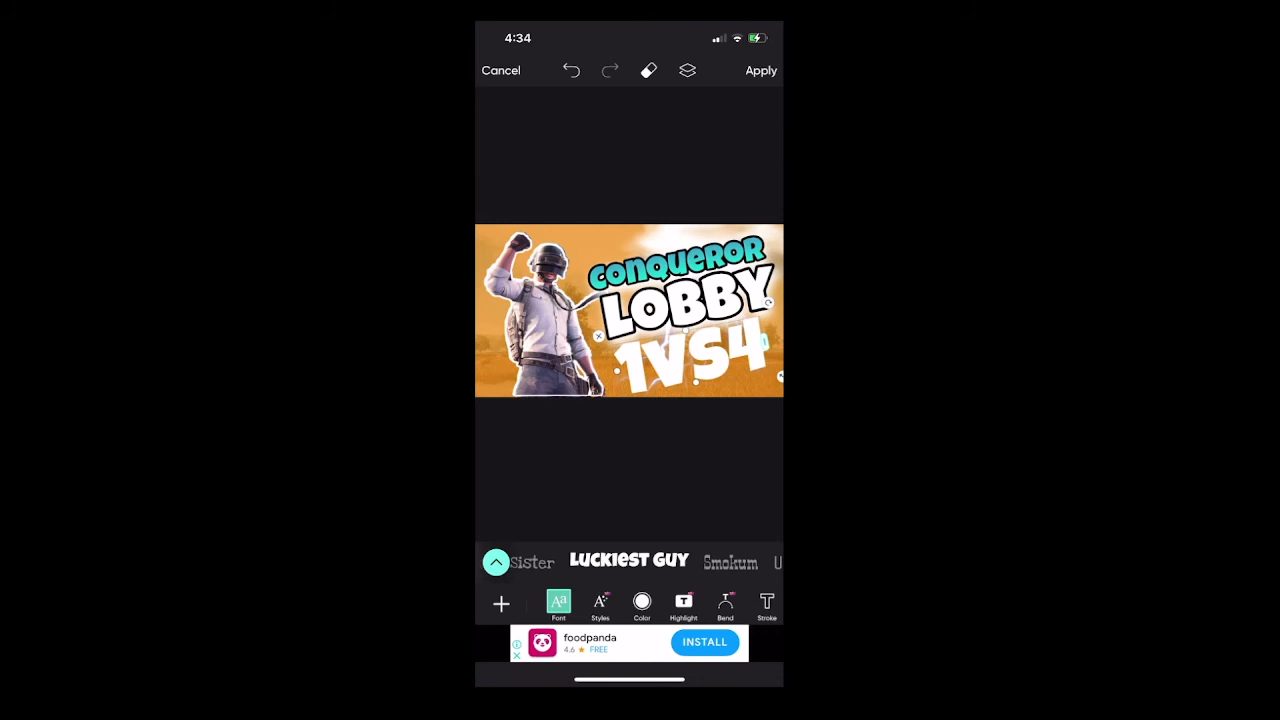 4:34
Cancel
Apply
CONQUEROR
LOBBY
1VS4
Sister
LUCKIEST GUY
Smokum
U
Aa
Font
Styles
Color
Highlight
Bend
Stroke
foodpanda
4.6 ★ FREE
INSTALL